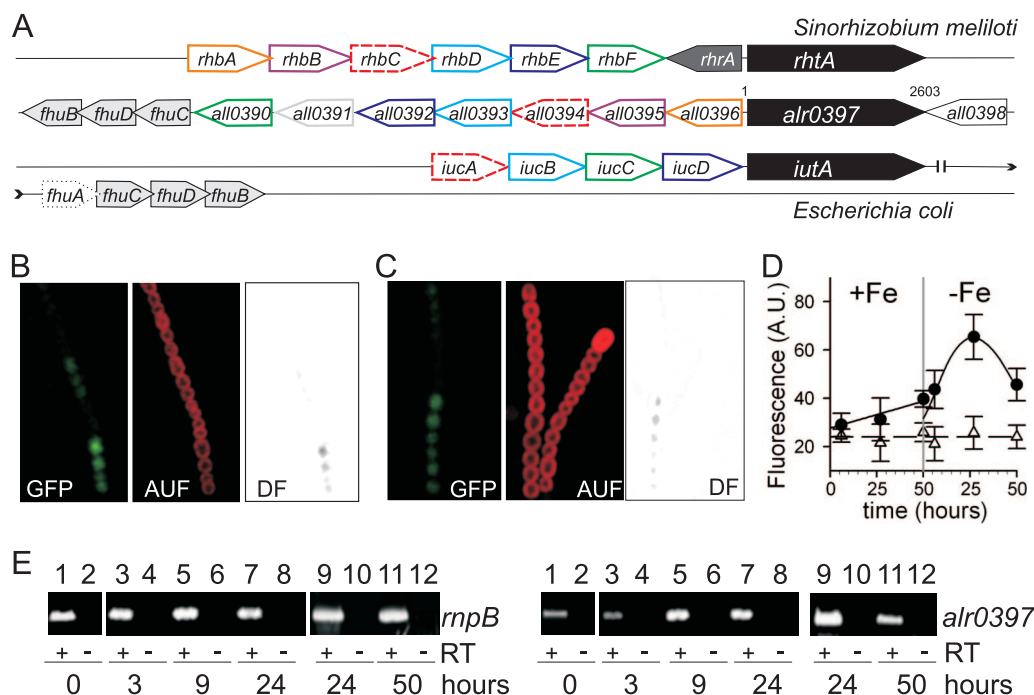 A
Sinorhizobium meliloti
rhbA rhbB rhbC rhbD rhbE rhbF rhrA rhtA
1 2603
fhuB fhuD fhuC all0390 all0391 all0392 all0393 all0394 all0395 all0396 alr0397 all0398
iucA iucB iucC iucD iutA
fhuA fhuC fhuD fhuB
Escherichia coli
B C D
GFP AUF DF
GFP AUF DF
+Fe -Fe
Fluorescence (A.U.)
80
60
40
20
0 25 50 25 50
time (hours)
E
1 2 3 4 5 6 7 8 9 10 11 12
rnpB
+ - + - + - + - + - + - RT
0 3 9 24 24 50 hours
1 2 3 4 5 6 7 8 9 10 11 12
alr0397
+ - + - + - + - + - + - RT
0 3 9 24 24 50 hours